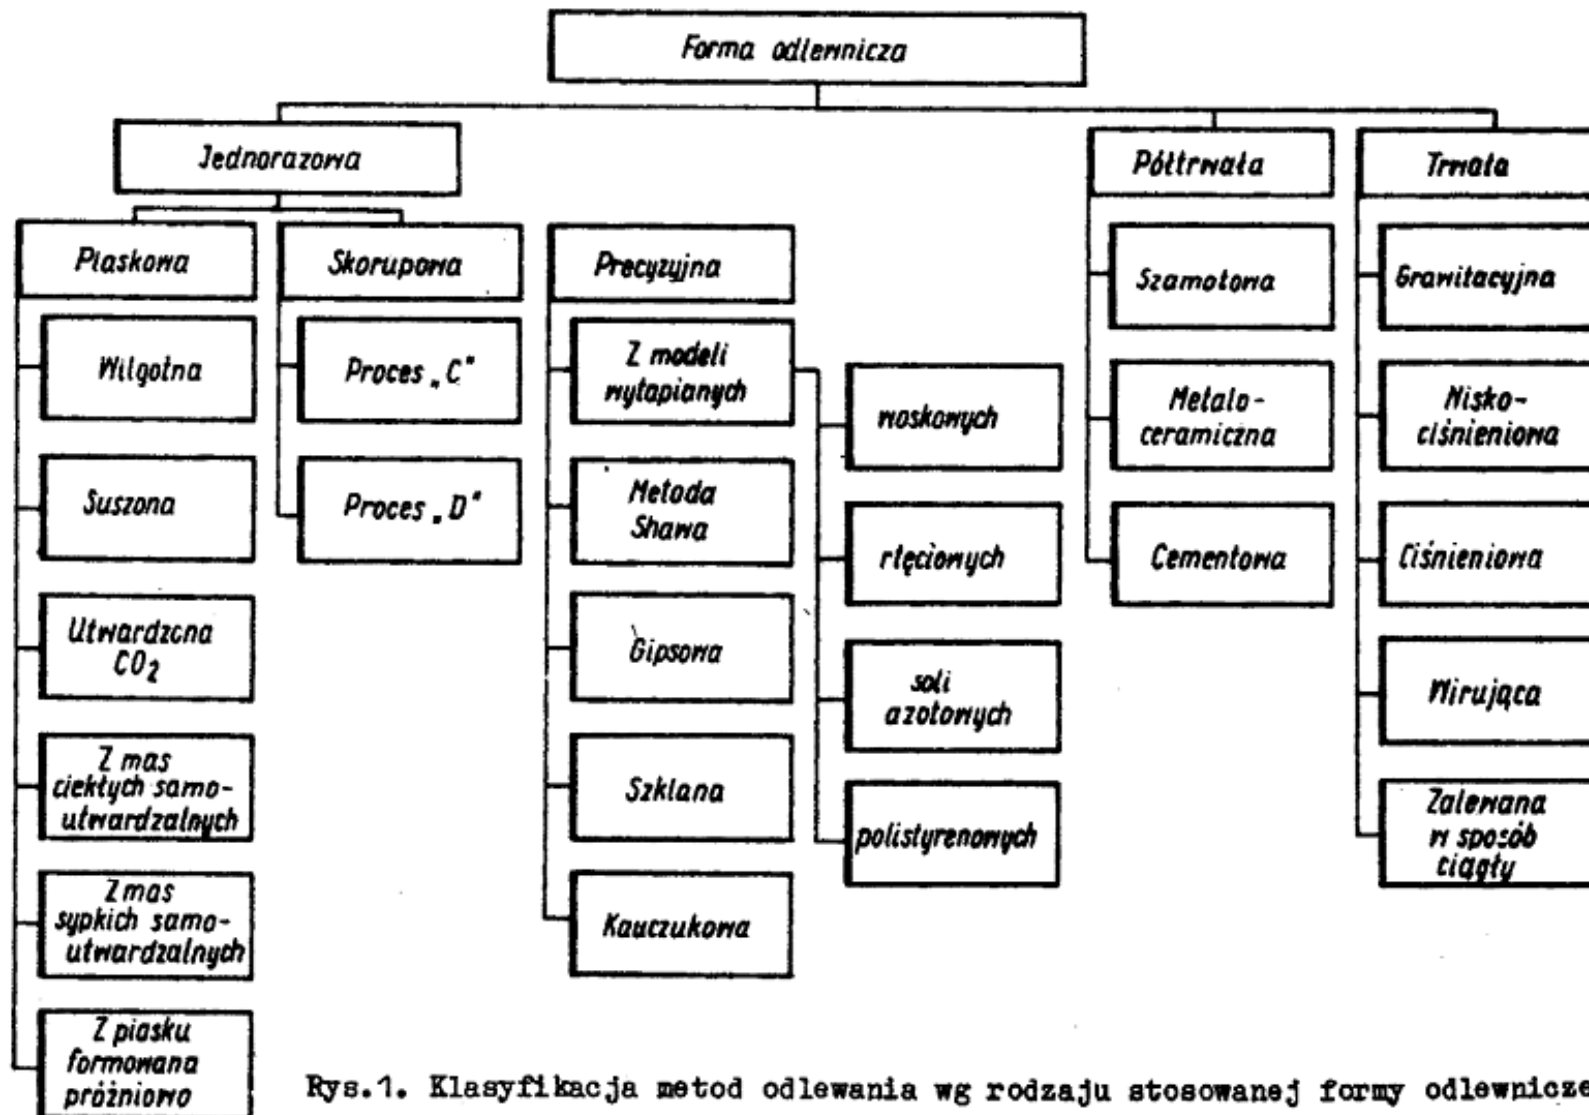 Forma odlewnicza
Jednorazowa
Półtrwała
Trwała
Piaskowa
Skorupowa
Precyzyjna
Szamotowa
Grawitacyjna
Wilgotna
Proces „C"
Z modeli
wytapianych
woskowych
Metalo-
ceramiczna
Nisko-
ciśnieniowa
Suszona
Proces „D"
Metoda
Shawa
rtęciowych
Cementowa
Ciśnieniowa
Utwardzona
CO₂
Gipsowa
soli
azotowych
Wirująca
Z mas
ciekłych samo-
utwardzalnych
Szklana
polistyrenowych
Zalewana
w sposób
ciągły
Z mas
sypkich samo-
utwardzalnych
Kauczukowa
Z piasku
formowana
próżniowo
Rys.1. Klasyfikacja metod odlewania wg rodzaju stosowanej formy odlewnicze